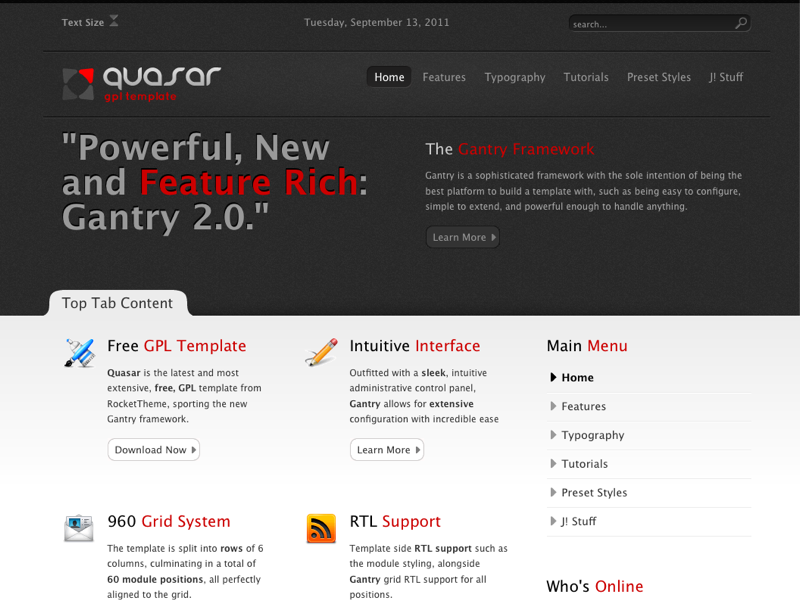 Text Size
Tuesday, September 13, 2011
search...
quasar
gpl template
Home
Features
Typography
Tutorials
Preset Styles
J! Stuff
"Powerful, New
and Feature Rich:
Gantry 2.0."
The Gantry Framework
Gantry is a sophisticated framework with the sole intention of being the
best platform to build a template with, such as being easy to configure,
simple to extend, and powerful enough to handle anything.
Learn More
Top Tab Content
Free GPL Template
Quasar is the latest and most
extensive, free, GPL template from
RocketTheme, sporting the new
Gantry framework.
Download Now
Intuitive Interface
Outfitted with a sleek, intuitive
administrative control panel,
Gantry allows for extensive
configuration with incredible ease
Learn More
Main Menu
Home
Features
Typography
Tutorials
Preset Styles
J! Stuff
960 Grid System
The template is split into rows of 6
columns, culminating in a total of
60 module positions, all perfectly
aligned to the grid.
RTL Support
Template side RTL support such as
the module styling, alongside
Gantry grid RTL support for all
positions.
Who's Online